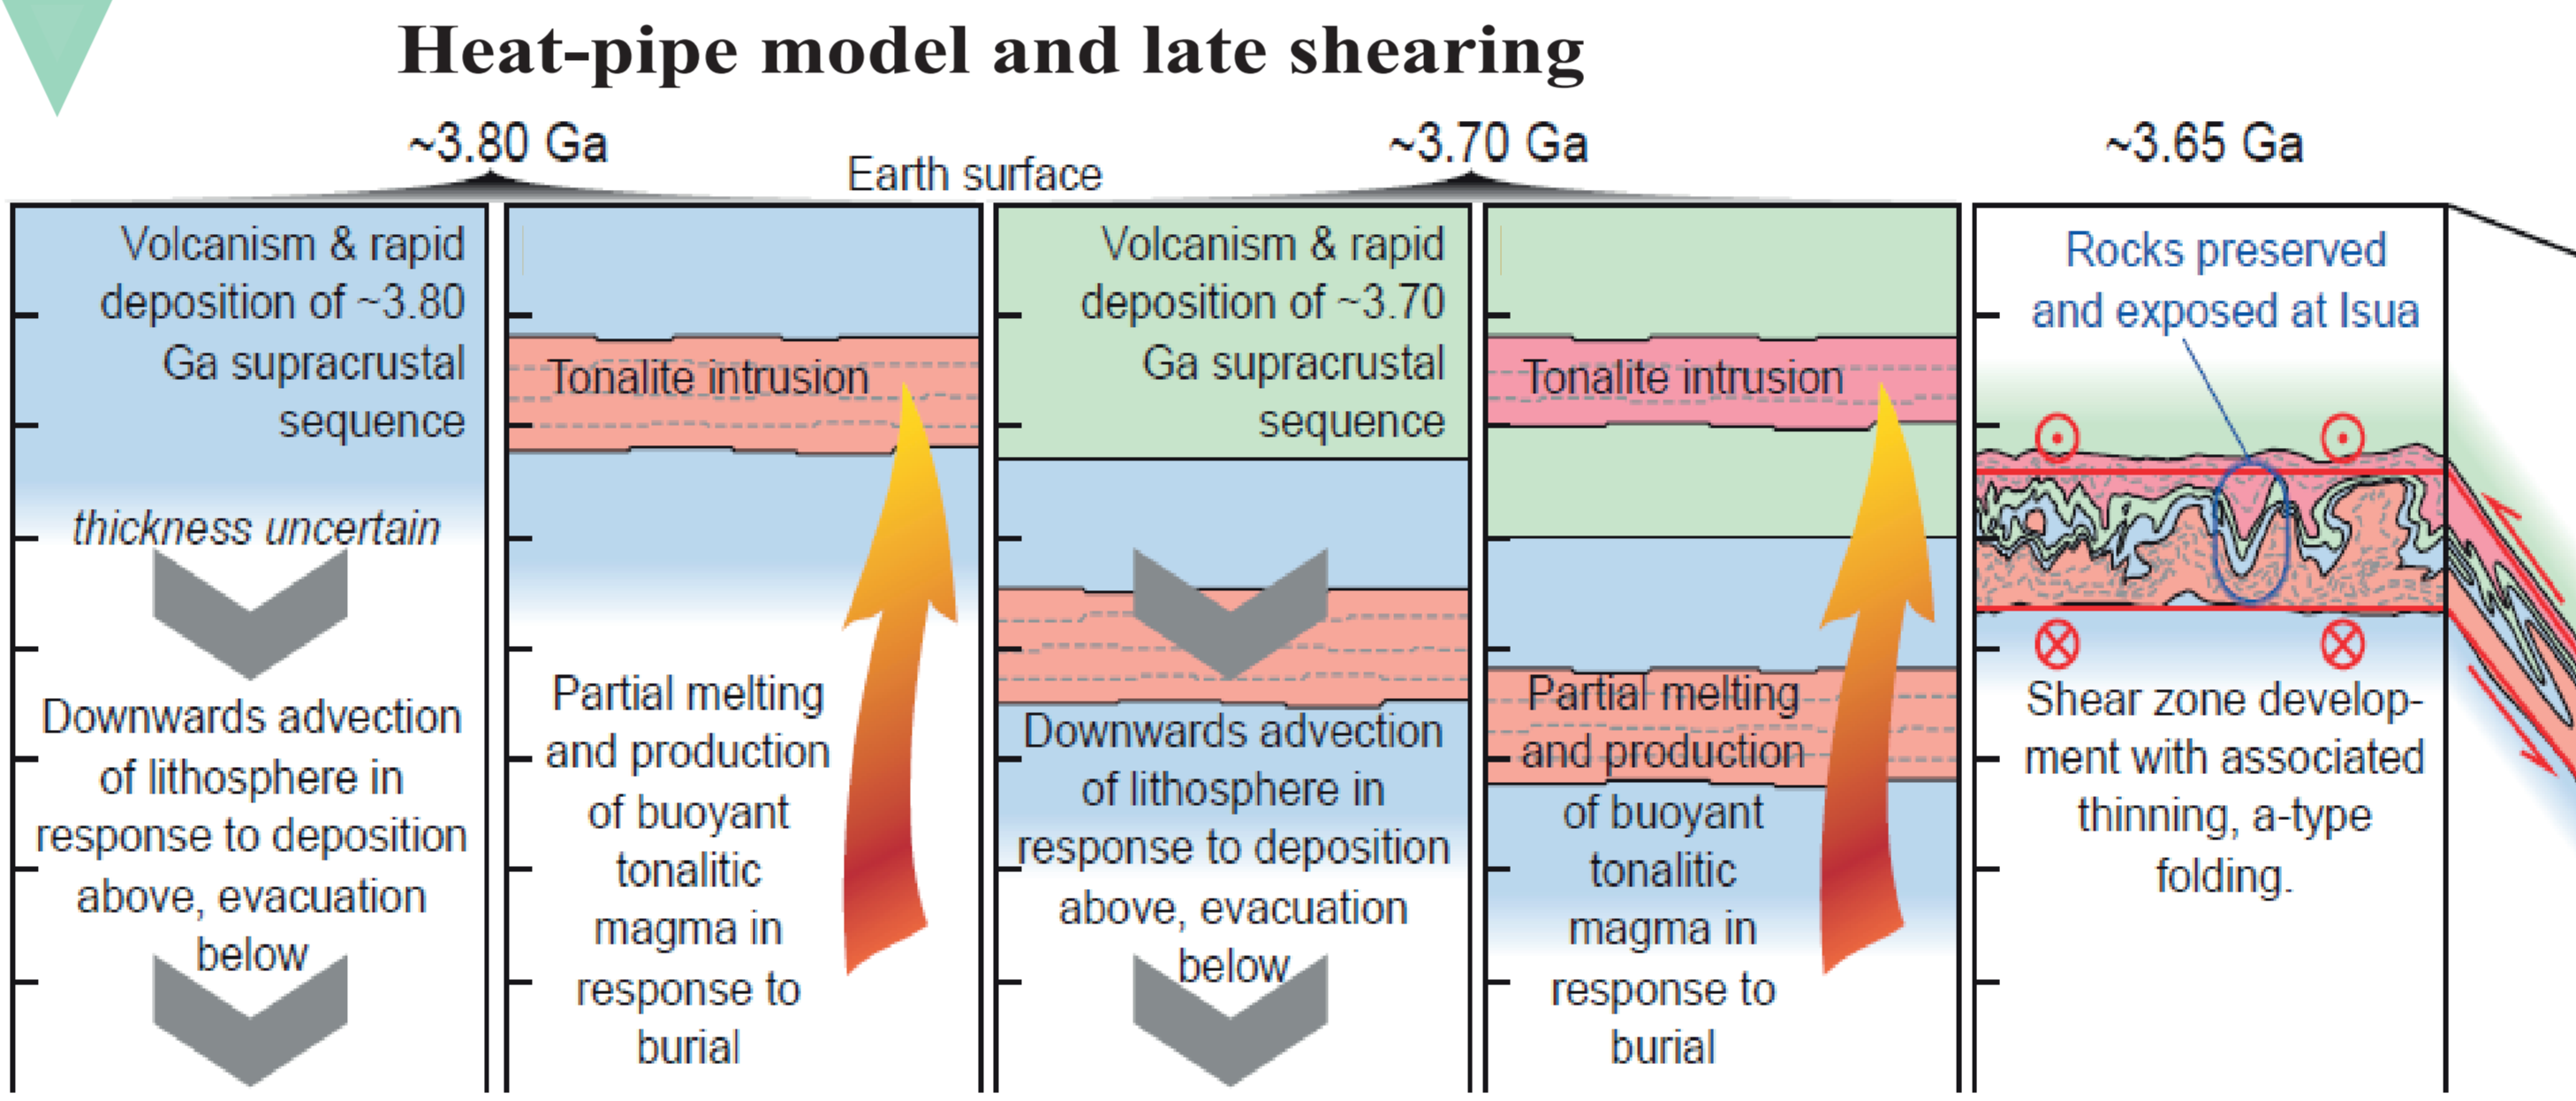 Heat-pipe model and late shearing
~3.80 Ga
Earth surface
~3.70 Ga
~3.65 Ga
Volcanism & rapid
deposition of ~3.80
Ga supracrustal
sequence
thickness uncertain
Downwards advection
of lithosphere in
response to deposition
above, evacuation
below
Tonalite intrusion
Partial melting
and production
of buoyant
tonalitic
magma in
response to
burial
Volcanism & rapid
deposition of ~3.70
Ga supracrustal
sequence
Downwards advection
of lithosphere in
response to deposition
above, evacuation
below
Tonalite intrusion
Partial melting
and production
of buoyant
tonalitic
magma in
response to
burial
Rocks preserved
and exposed at Isua
Shear zone develop-
ment with associated
thinning, a-type
folding.